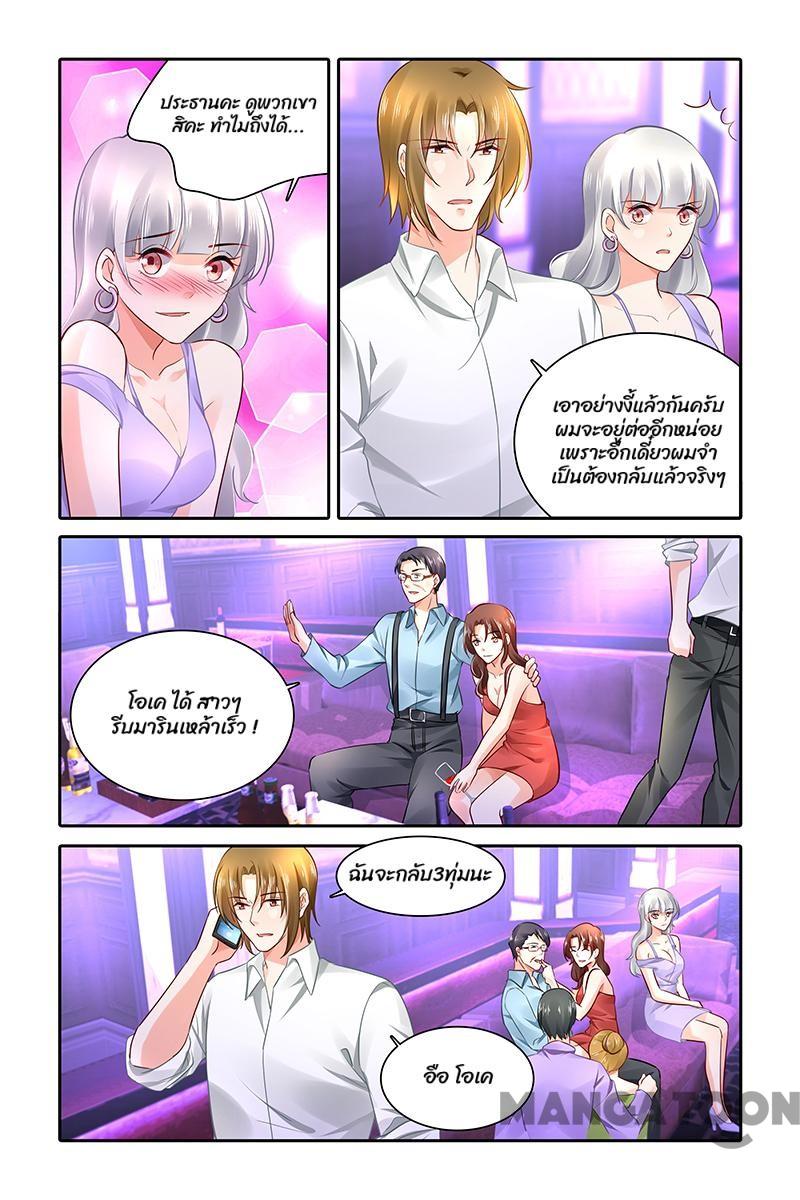 ประธานคะ ดูพวกเขา
สิคะ ทำไมถึงได้...
เอาอย่างงี้แล้วกันครับ
ผมจะอยู่ต่ออีกหน่อย
เพราะอีกเดี๋ยวผมจำ
เป็นต้องกลับแล้วจริงๆ
โอเค ได้ สาวๆ
รีบมารินเหล้าเร็ว !
ฉันจะกลับ3ทุ่มนะ
อือ โอเค
MANGATOON